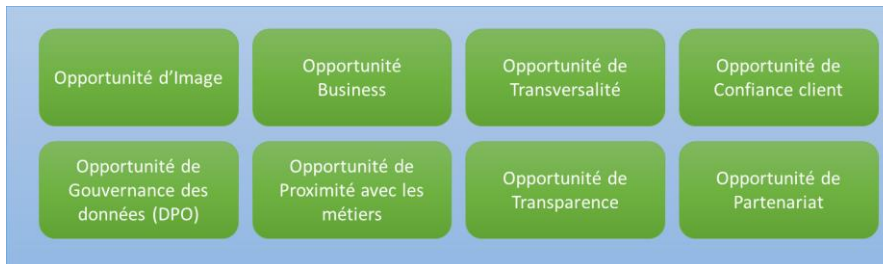 Opportunité d’Image
Opportunité
Business
Opportunité de
Transversalité
Opportunité de
Confiance client
Opportunité de
Gouvernance des
données (DPO)
Opportunité de
Proximité avec les
métiers
Opportunité de
Transparence
Opportunité de
Partenariat